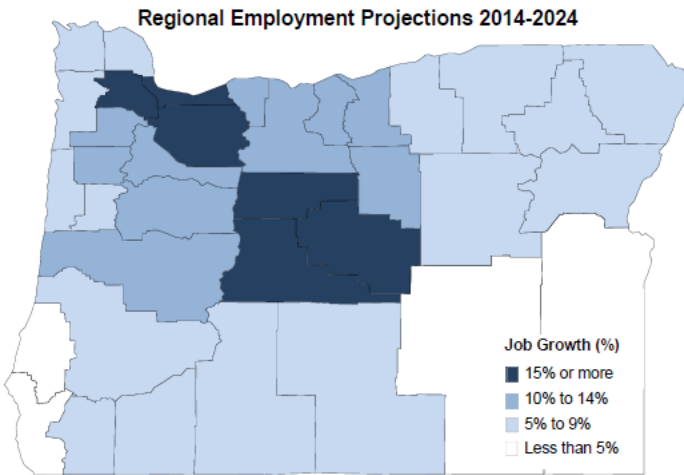 Regional Employment Projections 2014-2024
Job Growth (%)
15% or more
10% to 14%
5% to 9%
Less than 5%